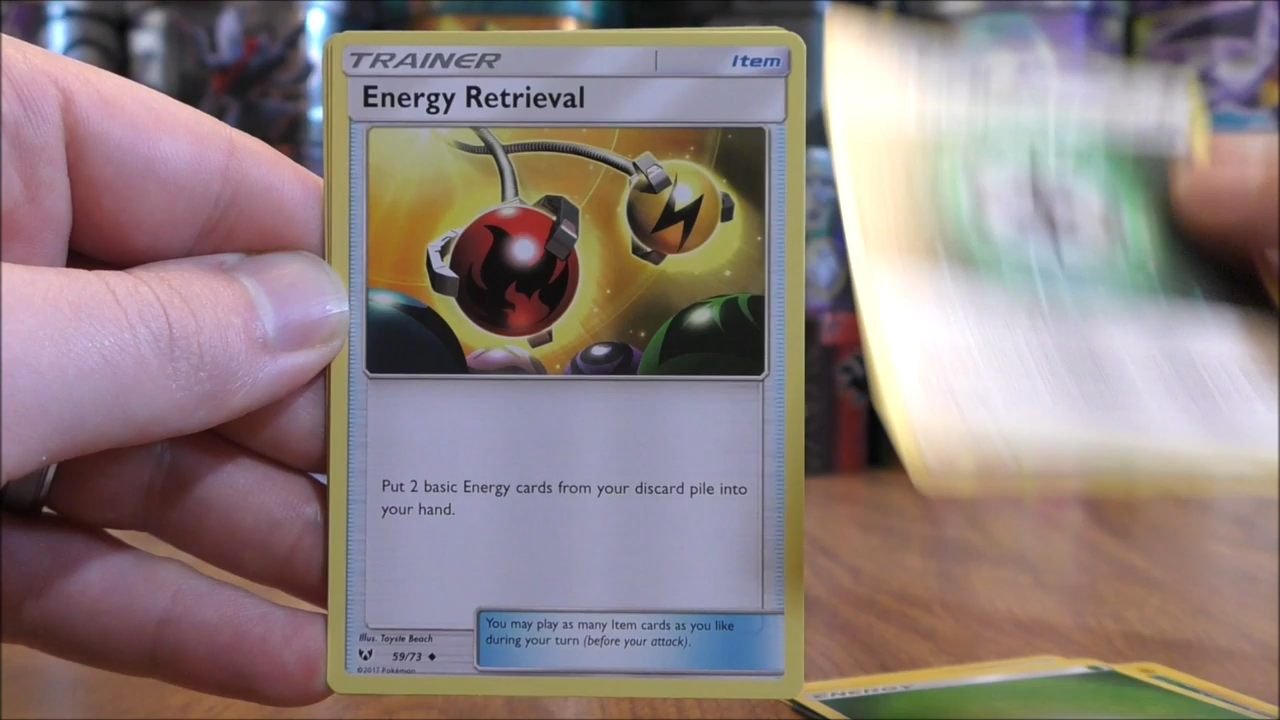 TRAINER Item
Energy Retrieval
Put 2 basic Energy cards from your discard pile into
your hand.
You may play as many Item cards as you like
during your turn (before your attack).
Illus. Toyste Beach
59/73
©2017 Pokémon
ENERGY